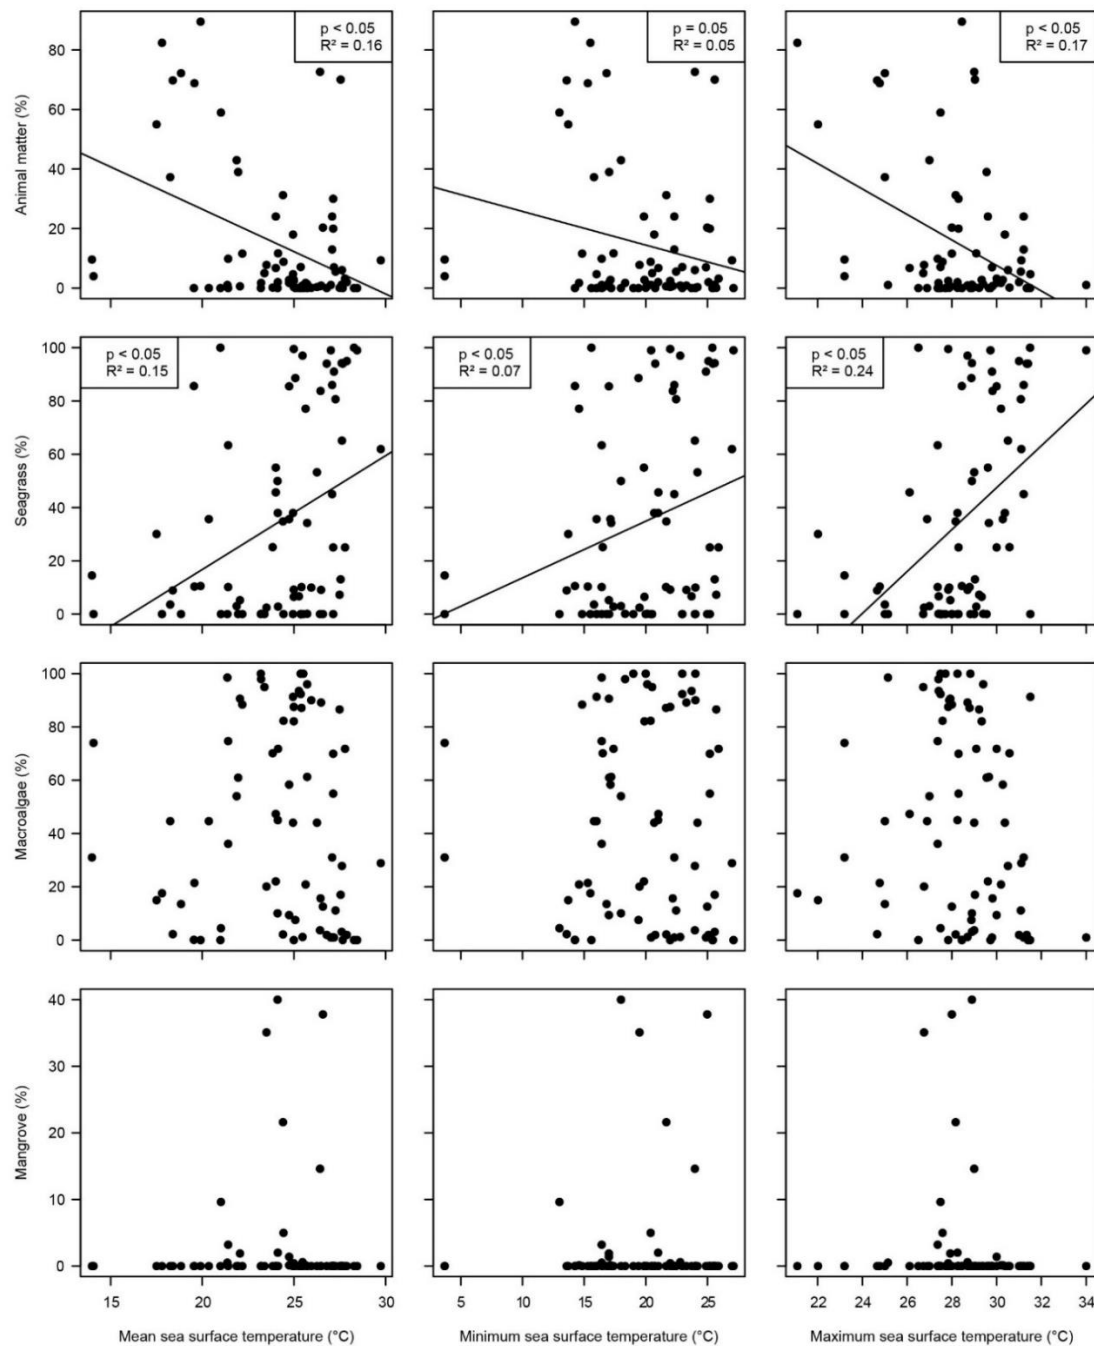 p < 0.05
R² = 0.16
p = 0.05
R² = 0.05
p < 0.05
R² = 0.17
Animal matter (%)
80
60
40
20
0
p < 0.05
R² = 0.15
p < 0.05
R² = 0.07
p < 0.05
R² = 0.24
Seagrass (%)
100
80
60
40
20
0
Macroalgae (%)
100
80
60
40
20
0
Mangrove (%)
40
30
20
10
0
15 20 25 30
5 10 15 20 25
22 24 26 28 30 32 34
Mean sea surface temperature (°C)
Minimum sea surface temperature (°C)
Maximum sea surface temperature (°C)